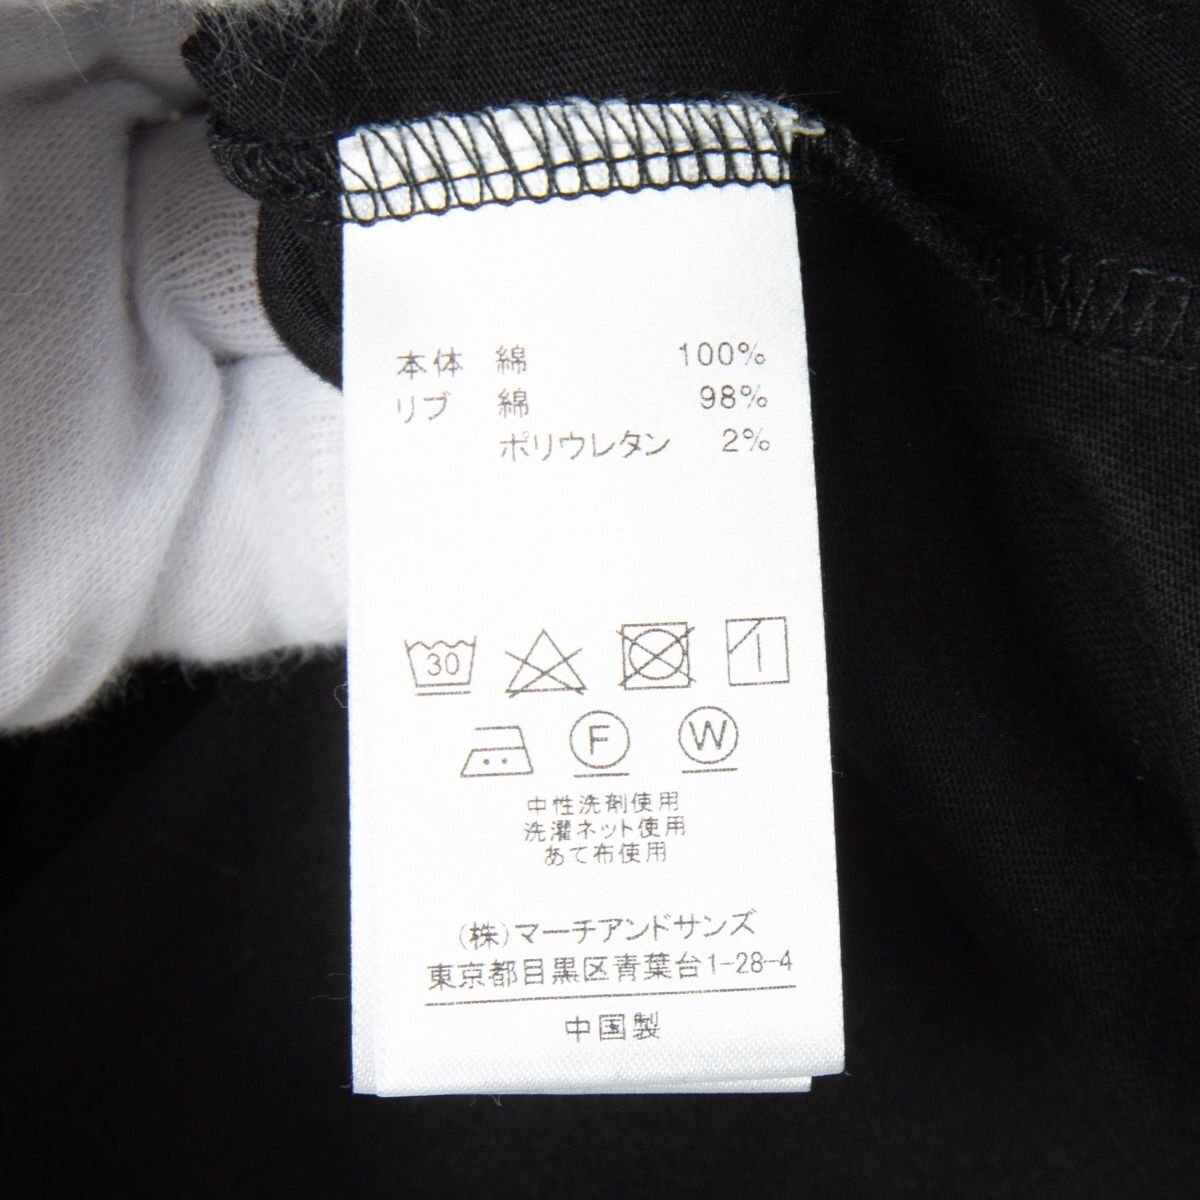 本体 綿 100%
リブ 綿 98%
ポリウレタン 2%
30
F W
中性洗剤使用
洗濯ネット使用
あて布使用
(株)マーチアンドサンズ
東京都目黒区青葉台1-28-4
中国製